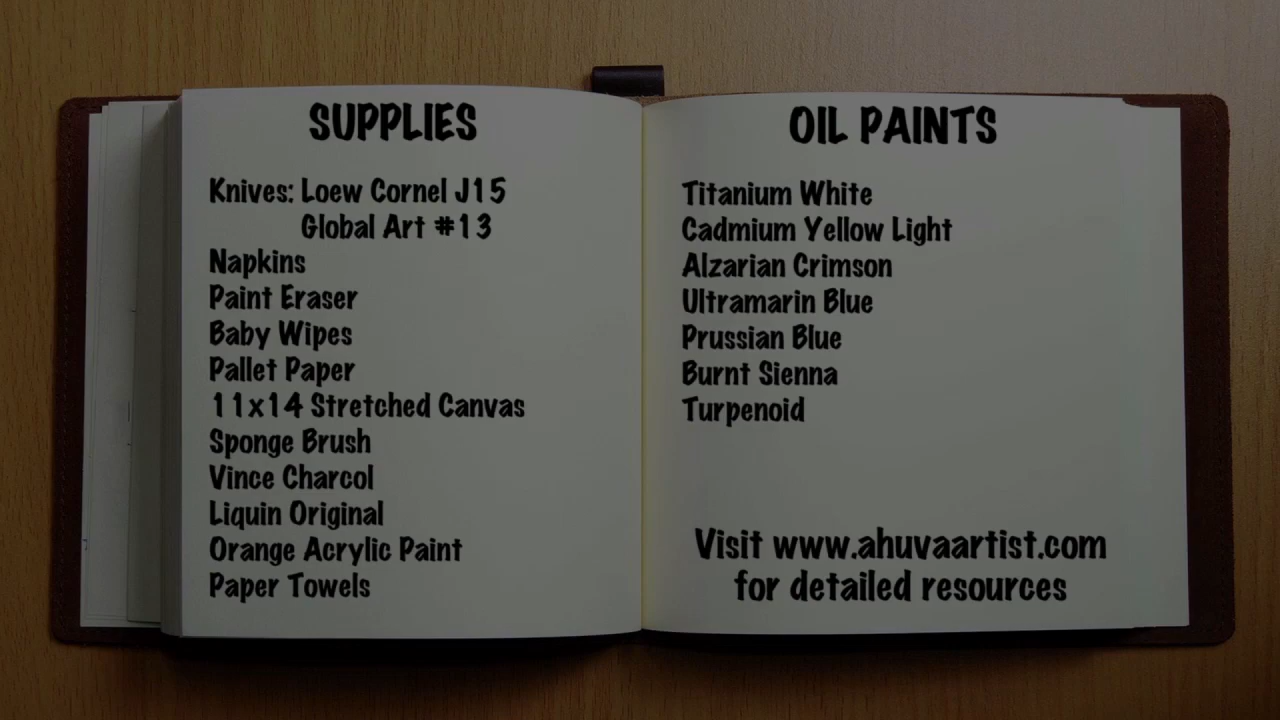 SUPPLIES
Knives: Loew Cornel J15
Global Art #13
Napkins
Paint Eraser
Baby Wipes
Pallet Paper
11x14 Stretched Canvas
Sponge Brush
Vince Charcol
Liquin Original
Orange Acrylic Paint
Paper Towels
OIL PAINTS
Titanium White
Cadmium Yellow Light
Alzarian Crimson
Ultramarin Blue
Prussian Blue
Burnt Sienna
Turpenoid
Visit www.ahuvaartist.com
for detailed resources